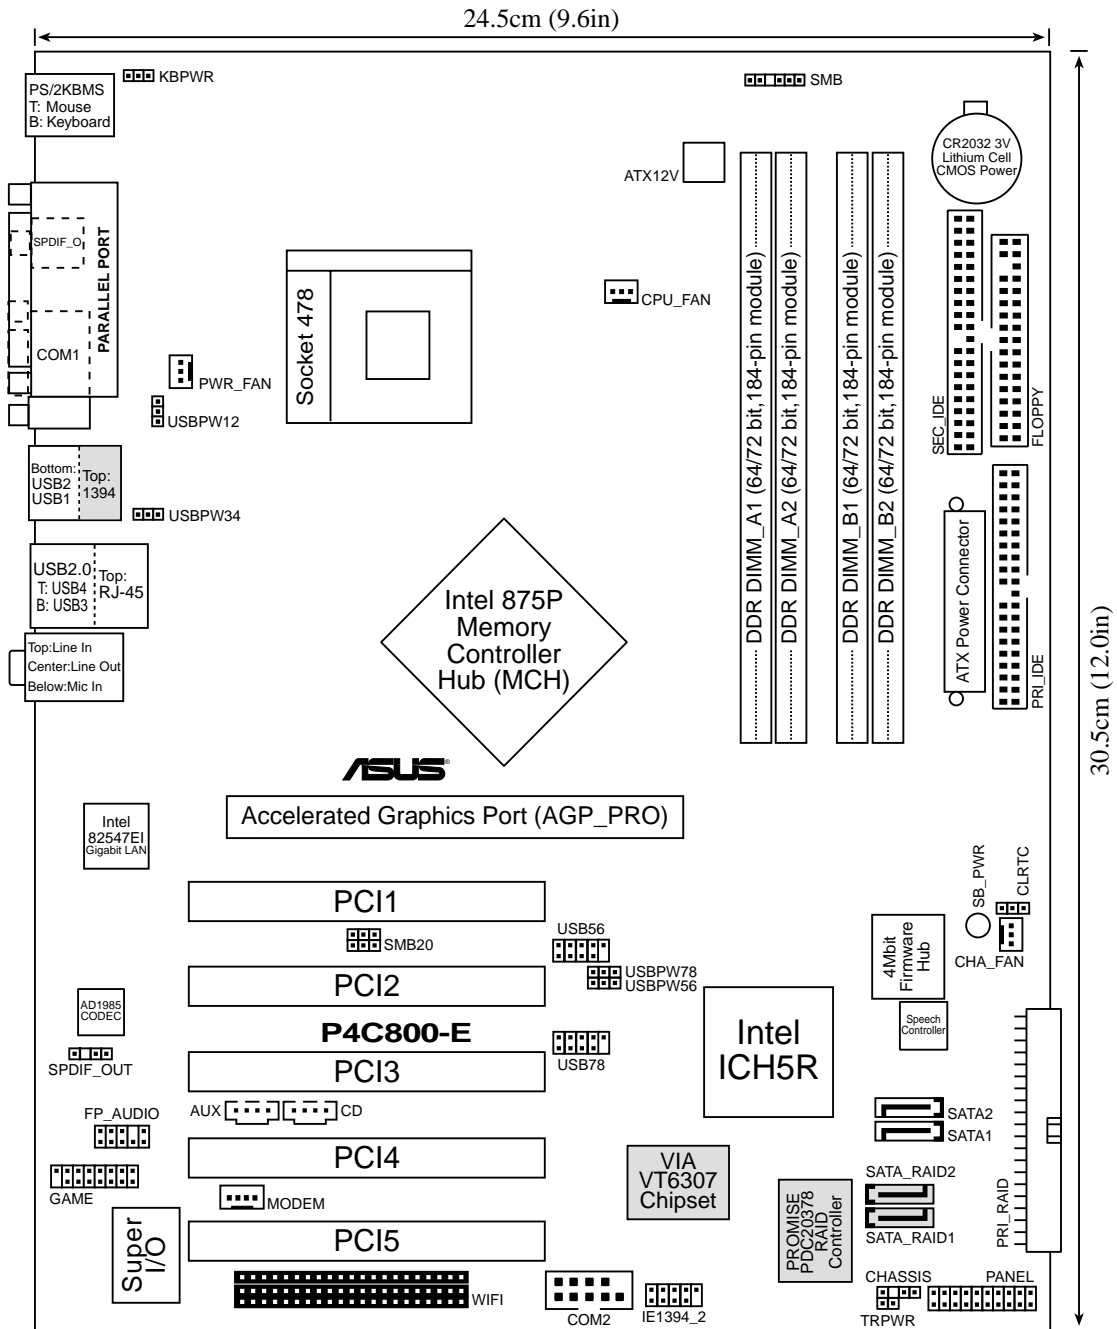 24.5cm (9.6in)
PS/2KBMS
T: Mouse
B: Keyboard
KBPWR
SMB
CR2032 3V
Lithium Cell
CMOS Power
ATX12V
SPDIF_O
PARALLEL PORT
COM1
Socket 478
CPU_FAN
PWR_FAN
USBPW12
DDR DIMM_A1 (64/72 bit,184-pin module)
DDR DIMM_A2 (64/72 bit,184-pin module)
DDR DIMM_B1 (64/72 bit,184-pin module)
DDR DIMM_B2 (64/72 bit,184-pin module)
SEC_IDE
FLOPPY
Bottom:
USB2
USB1
Top:
1394
USBPW34
USB2.0
T: USB4
B: USB3
Top:
RJ-45
Top:Line In
Center:Line Out
Below:Mic In
Intel 875P
Memory
Controller
Hub (MCH)
ATX Power Connector
PRI_IDE
30.5cm (12.0in)
ASUS
Accelerated Graphics Port (AGP_PRO)
Intel
82547EI
Gigabit LAN
PCI1
SMB20
USB56
USBPW78
USBPW56
PCI2
4Mbit
Firmware
Hub
SB_PWR
CLRTC
CHA_FAN
AD1985
CODEC
SPDIF_OUT
P4C800-E
USB78
Intel
ICH5R
Speech
Controller
PCI3
AUX
CD
FP_AUDIO
SATA2
SATA1
PCI4
GAME
MODEM
VIA
VT6307
Chipset
PROMISE
PDC20378
RAID
Controller
SATA_RAID2
SATA_RAID1
PRI_RAID
Super
I/O
PCI5
WIFI
COM2
IE1394_2
CHASSIS
TRPWR
PANEL